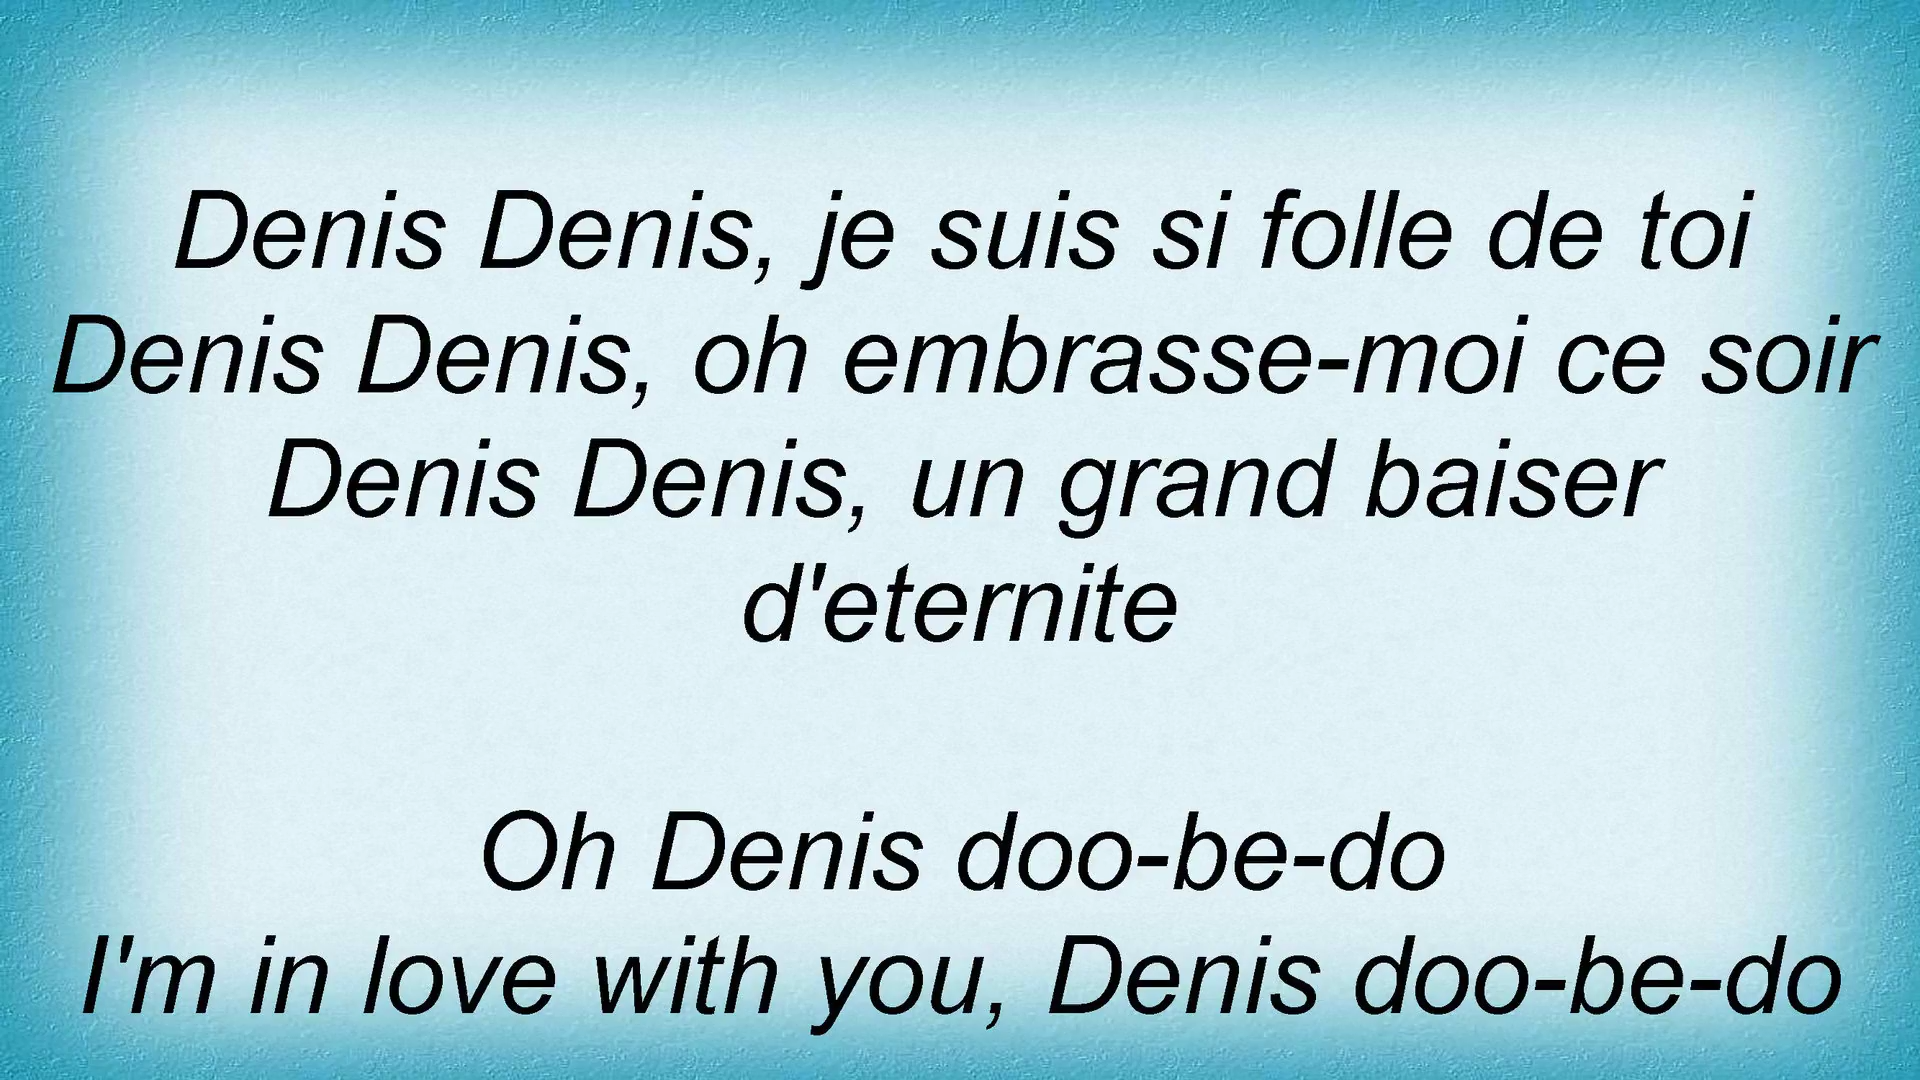 Denis Denis, je suis si folle de toi
Denis Denis, oh embrasse-moi ce soir
Denis Denis, un grand baiser
d'eternite
Oh Denis doo-be-do
I'm in love with you, Denis doo-be-do